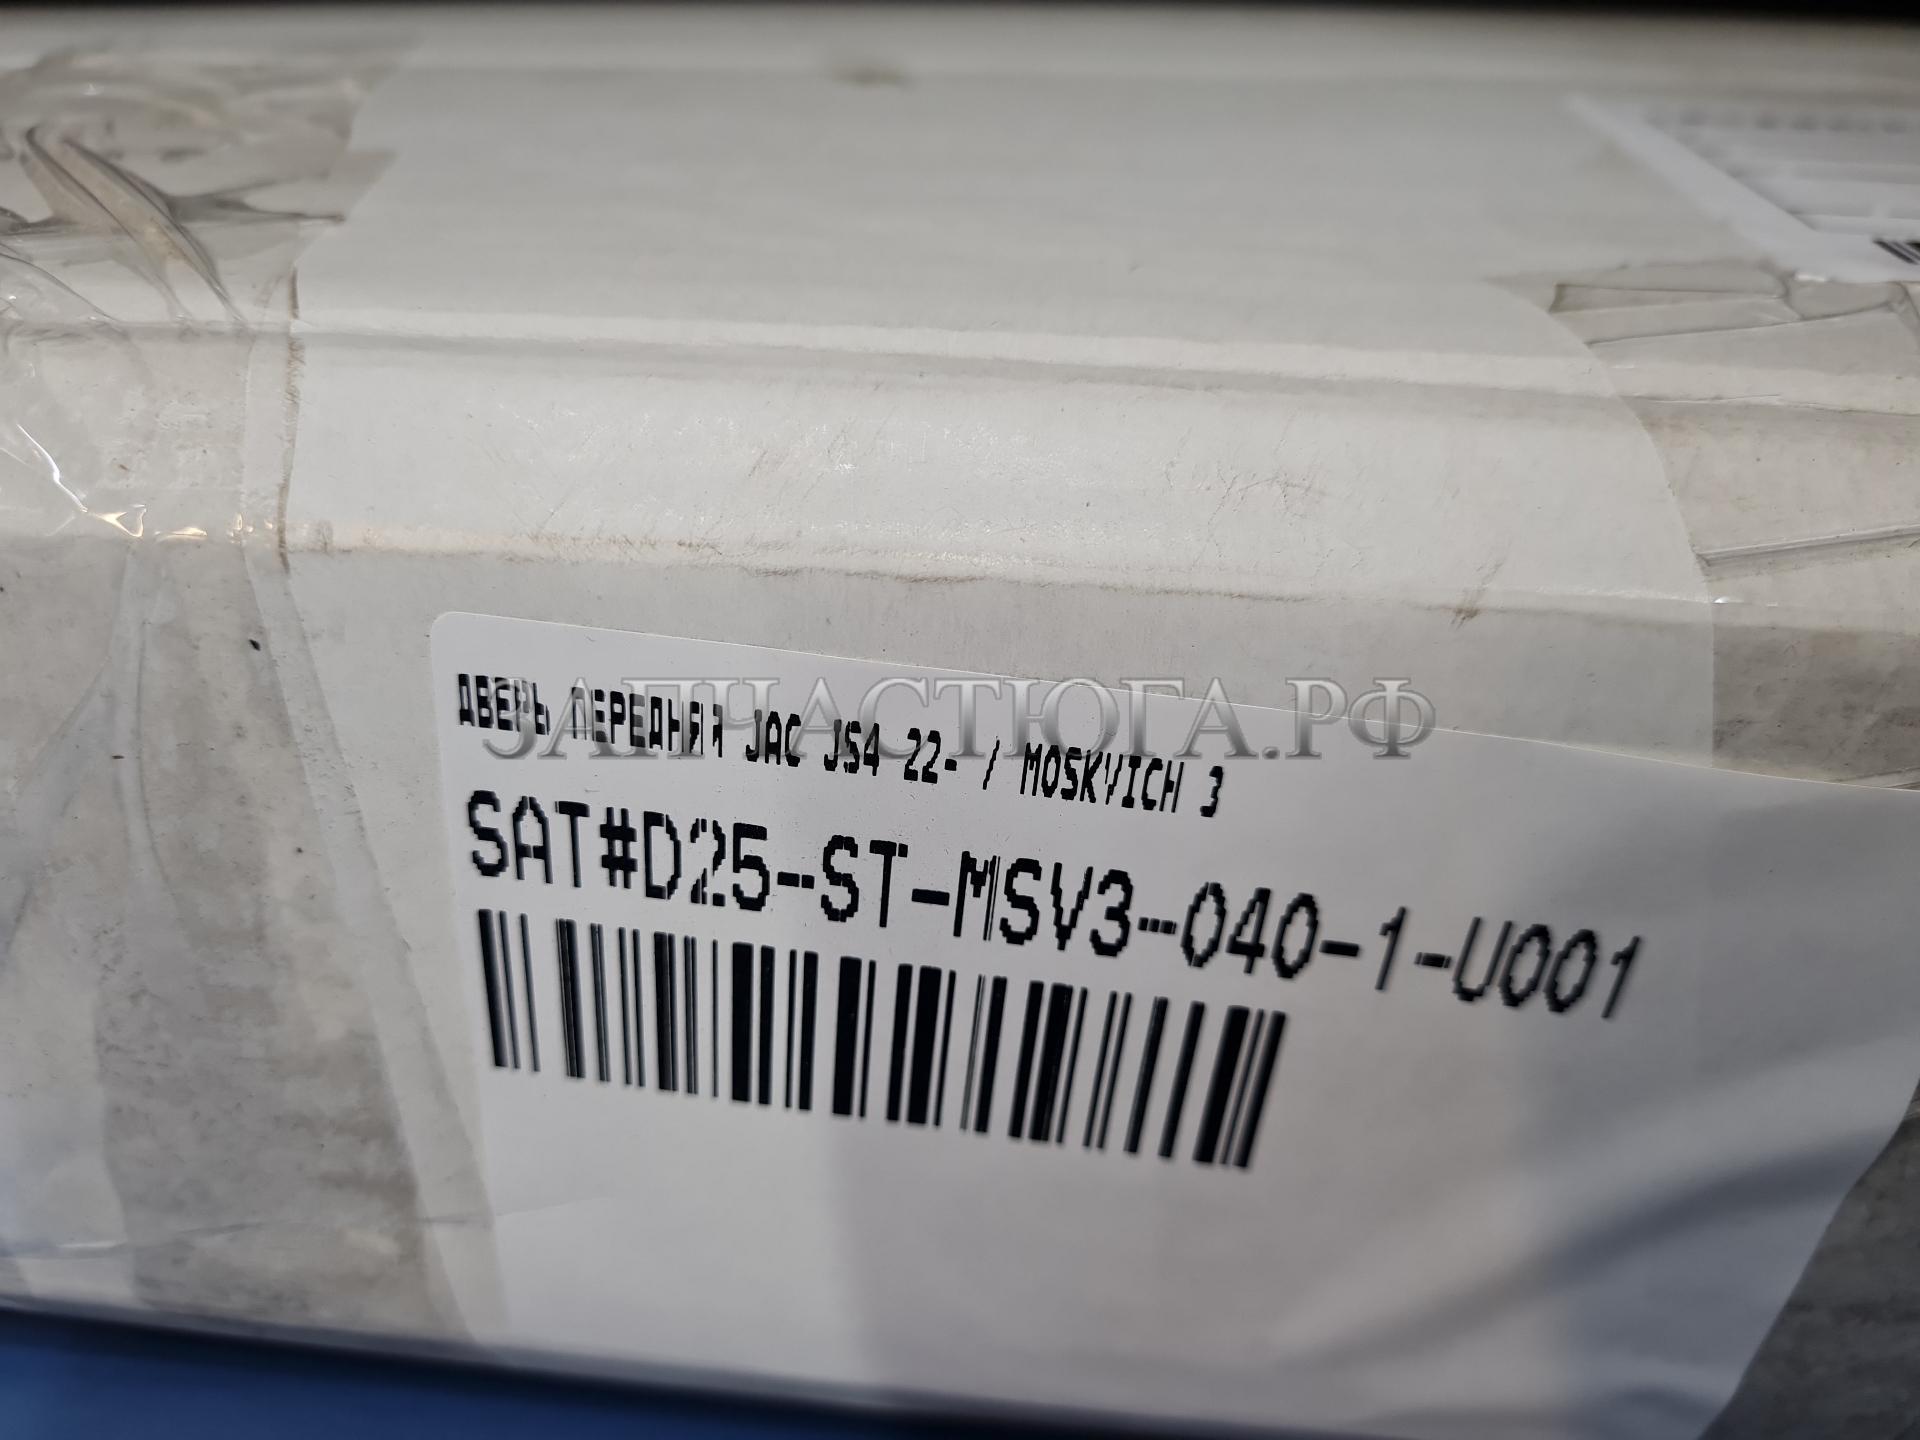 ДВЕРЬ ПЕРЕДНЯЯ JAC JS4 22- / MOSKVICH 3
ЗАПЧАСТЮГА.РФ
SAT#D25-ST-MSV3-040-1-U001